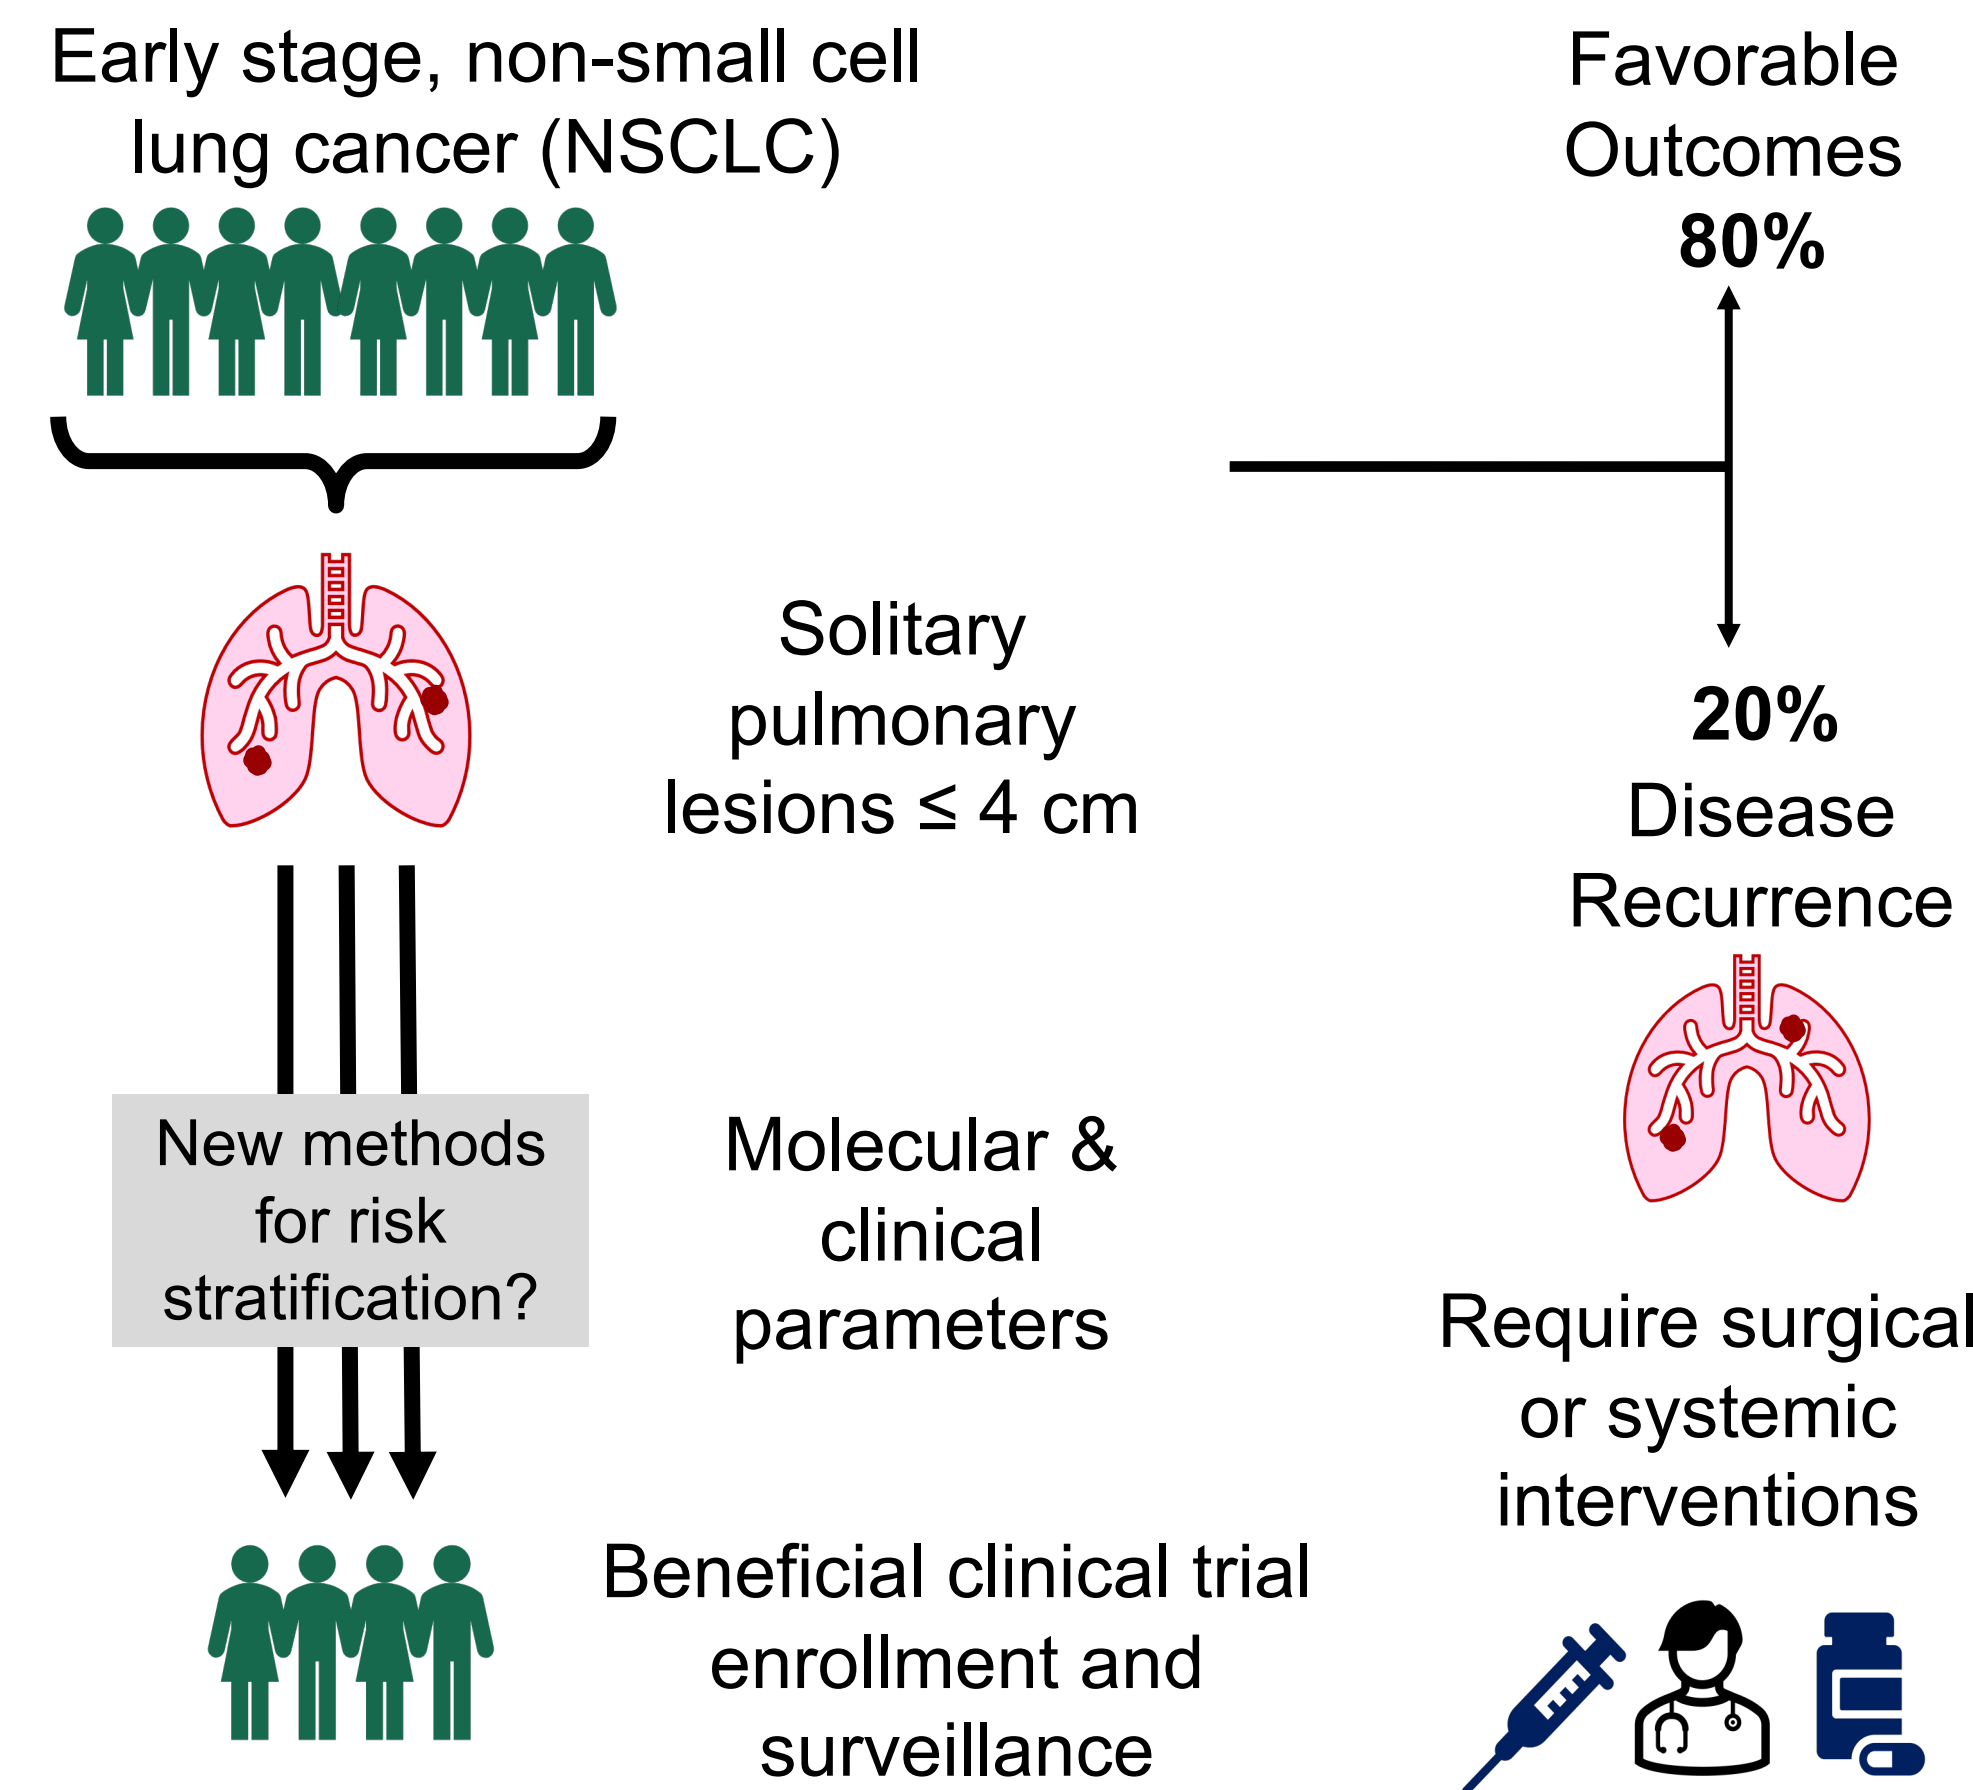 Early stage, non-small cell
lung cancer (NSCLC)
Solitary
pulmonary
lesions ≤ 4 cm
New methods
for risk
stratification?
Molecular &
clinical
parameters
Beneficial clinical trial
enrollment and
surveillance
Favorable
Outcomes
80%
20%
Disease
Recurrence
Require surgical
or systemic
interventions